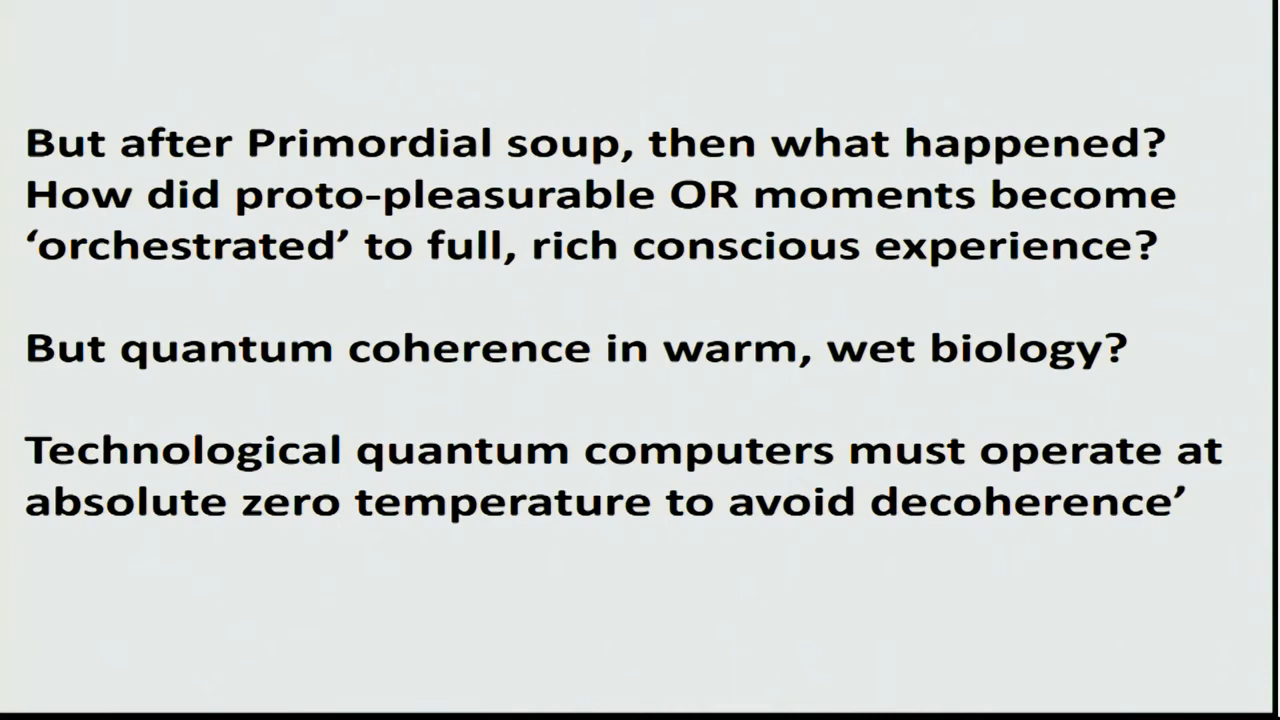 But after Primordial soup, then what happened?
How did proto-pleasurable OR moments become
‘orchestrated’ to full, rich conscious experience?
But quantum coherence in warm, wet biology?
Technological quantum computers must operate at
absolute zero temperature to avoid decoherence’